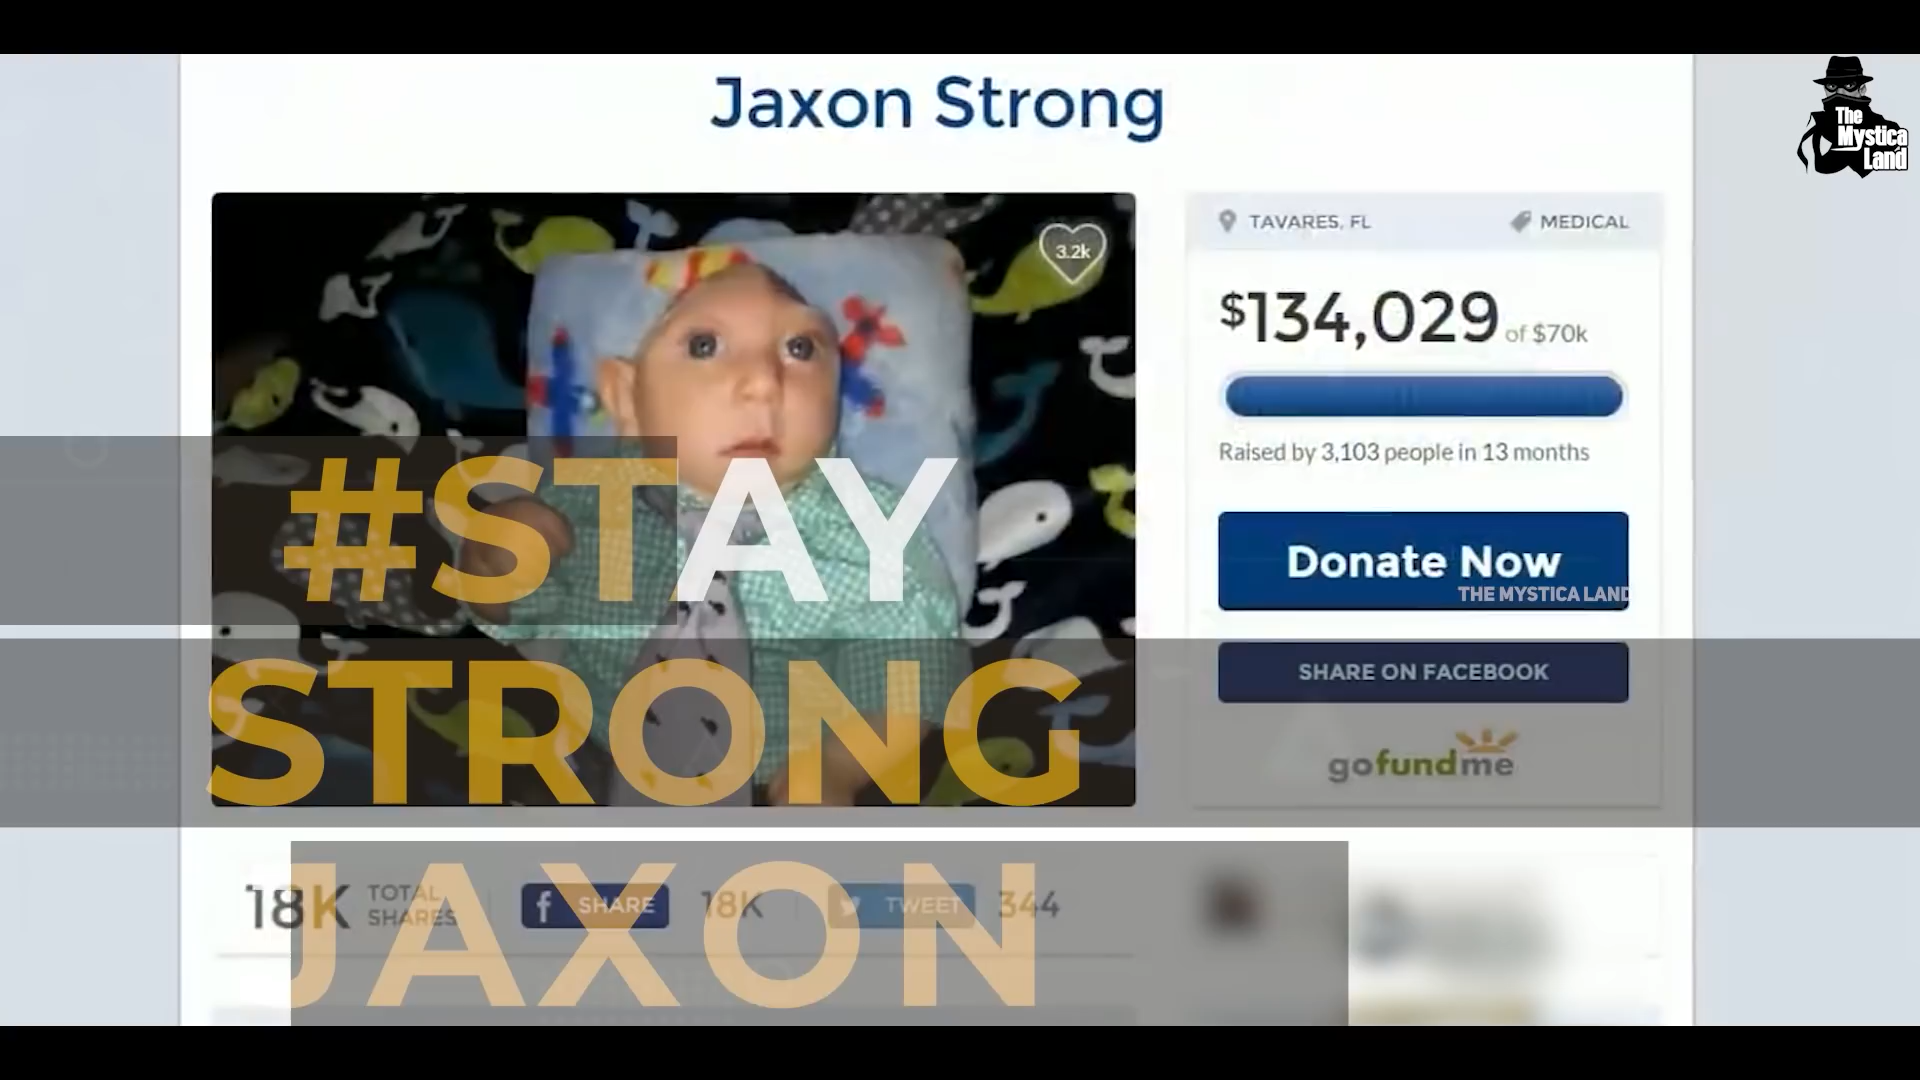 Jaxon Strong
The
Mystica
Land
3.2k
TAVARES, FL
MEDICAL
$134,029 of $70k
Raised by 3,103 people in 13 months
Donate Now
THE MYSTICA LAND
SHARE ON FACEBOOK
gofundme
#STAY
STRONG
JAXON
18K TOTAL SHARES
f SHARE
18K
TWEET
344